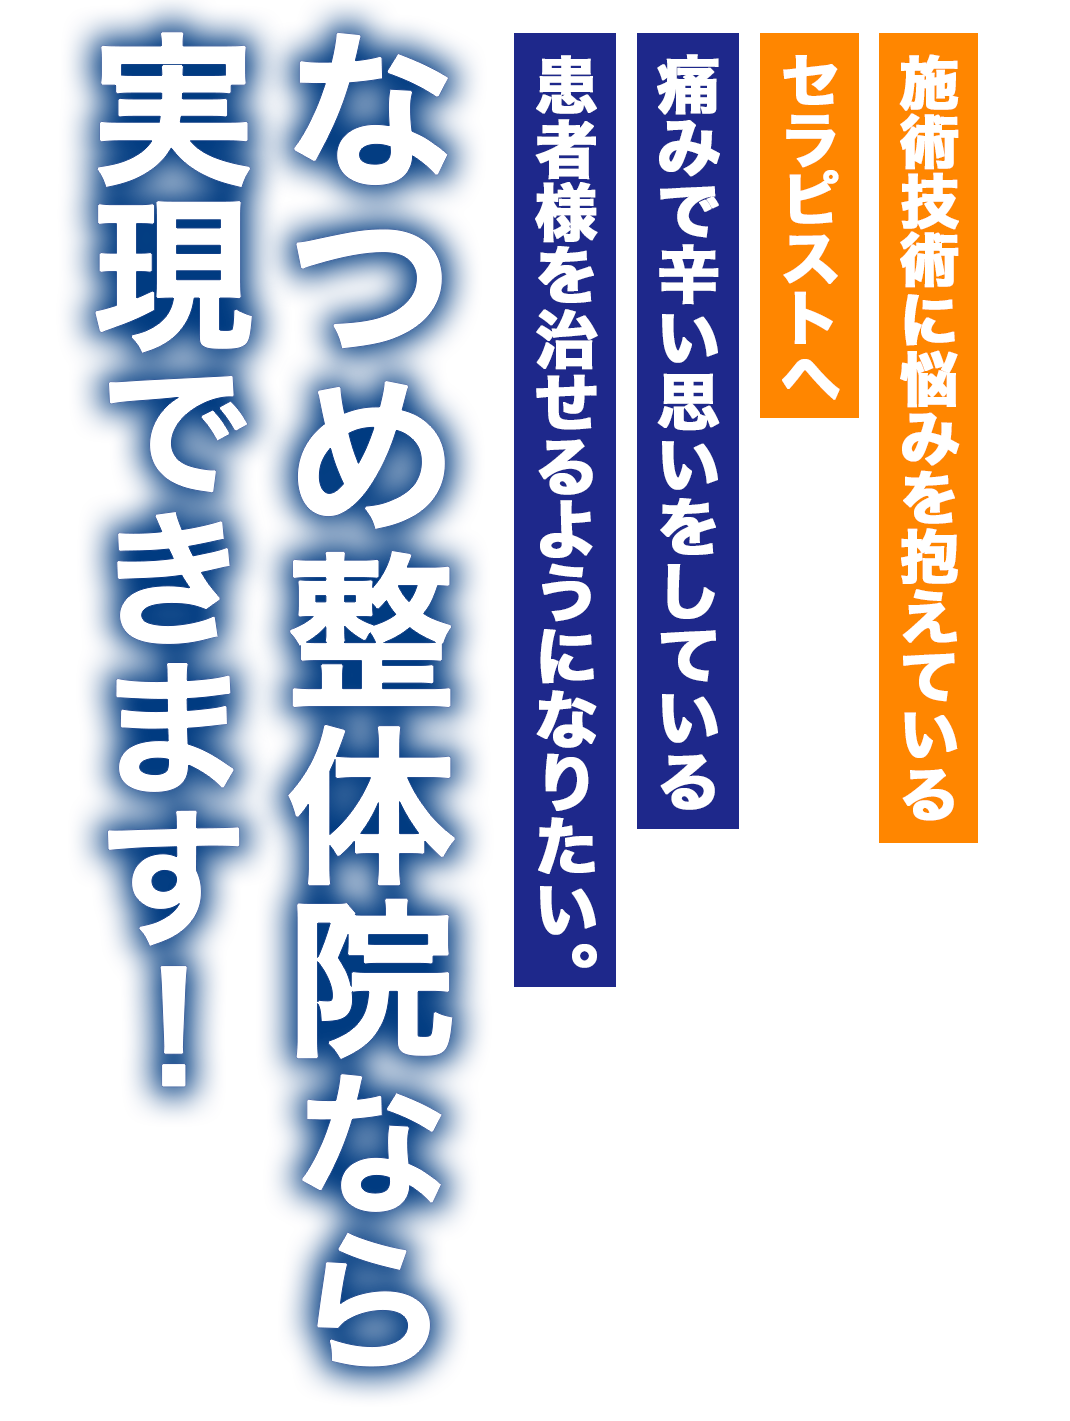 施術技術に悩みを抱えている
セラピストへ
痛みで辛い思いをしている
患者様を治せるようになりたい。
なつめ整体院なら
実現できます！